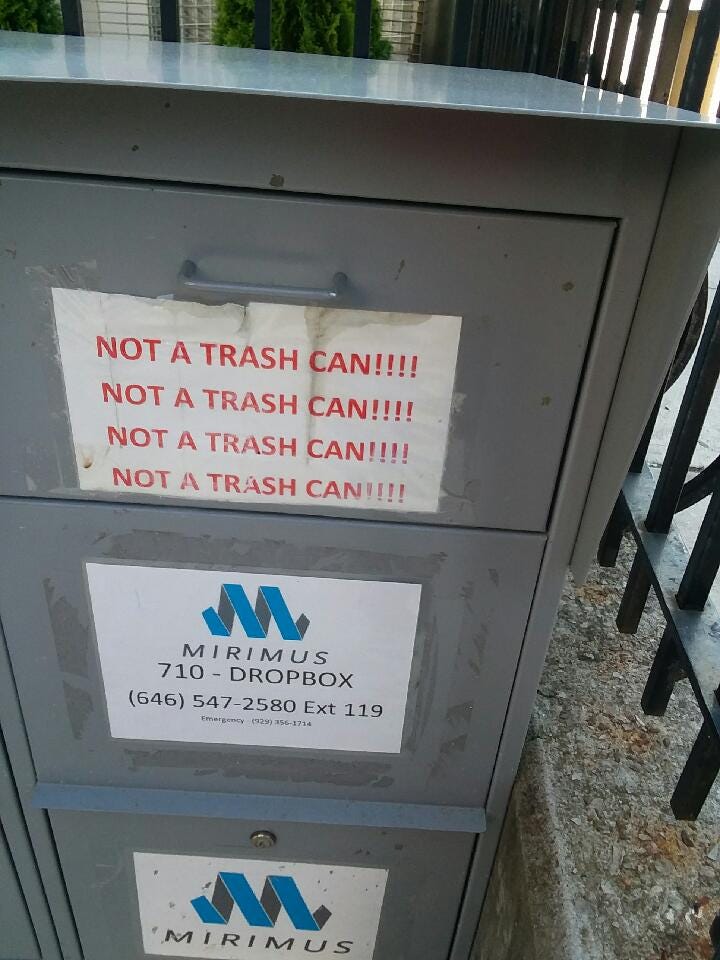 NOT A TRASH CAN!!!!
NOT A TRASH CAN!!!!
NOT A TRASH CAN!!!!
NOT A TRASH CAN!!!!
MIRIMUS
710 - DROPBOX
(646) 547-2580 Ext 119
Emergency - (929) 356-1714
MIRIMUS